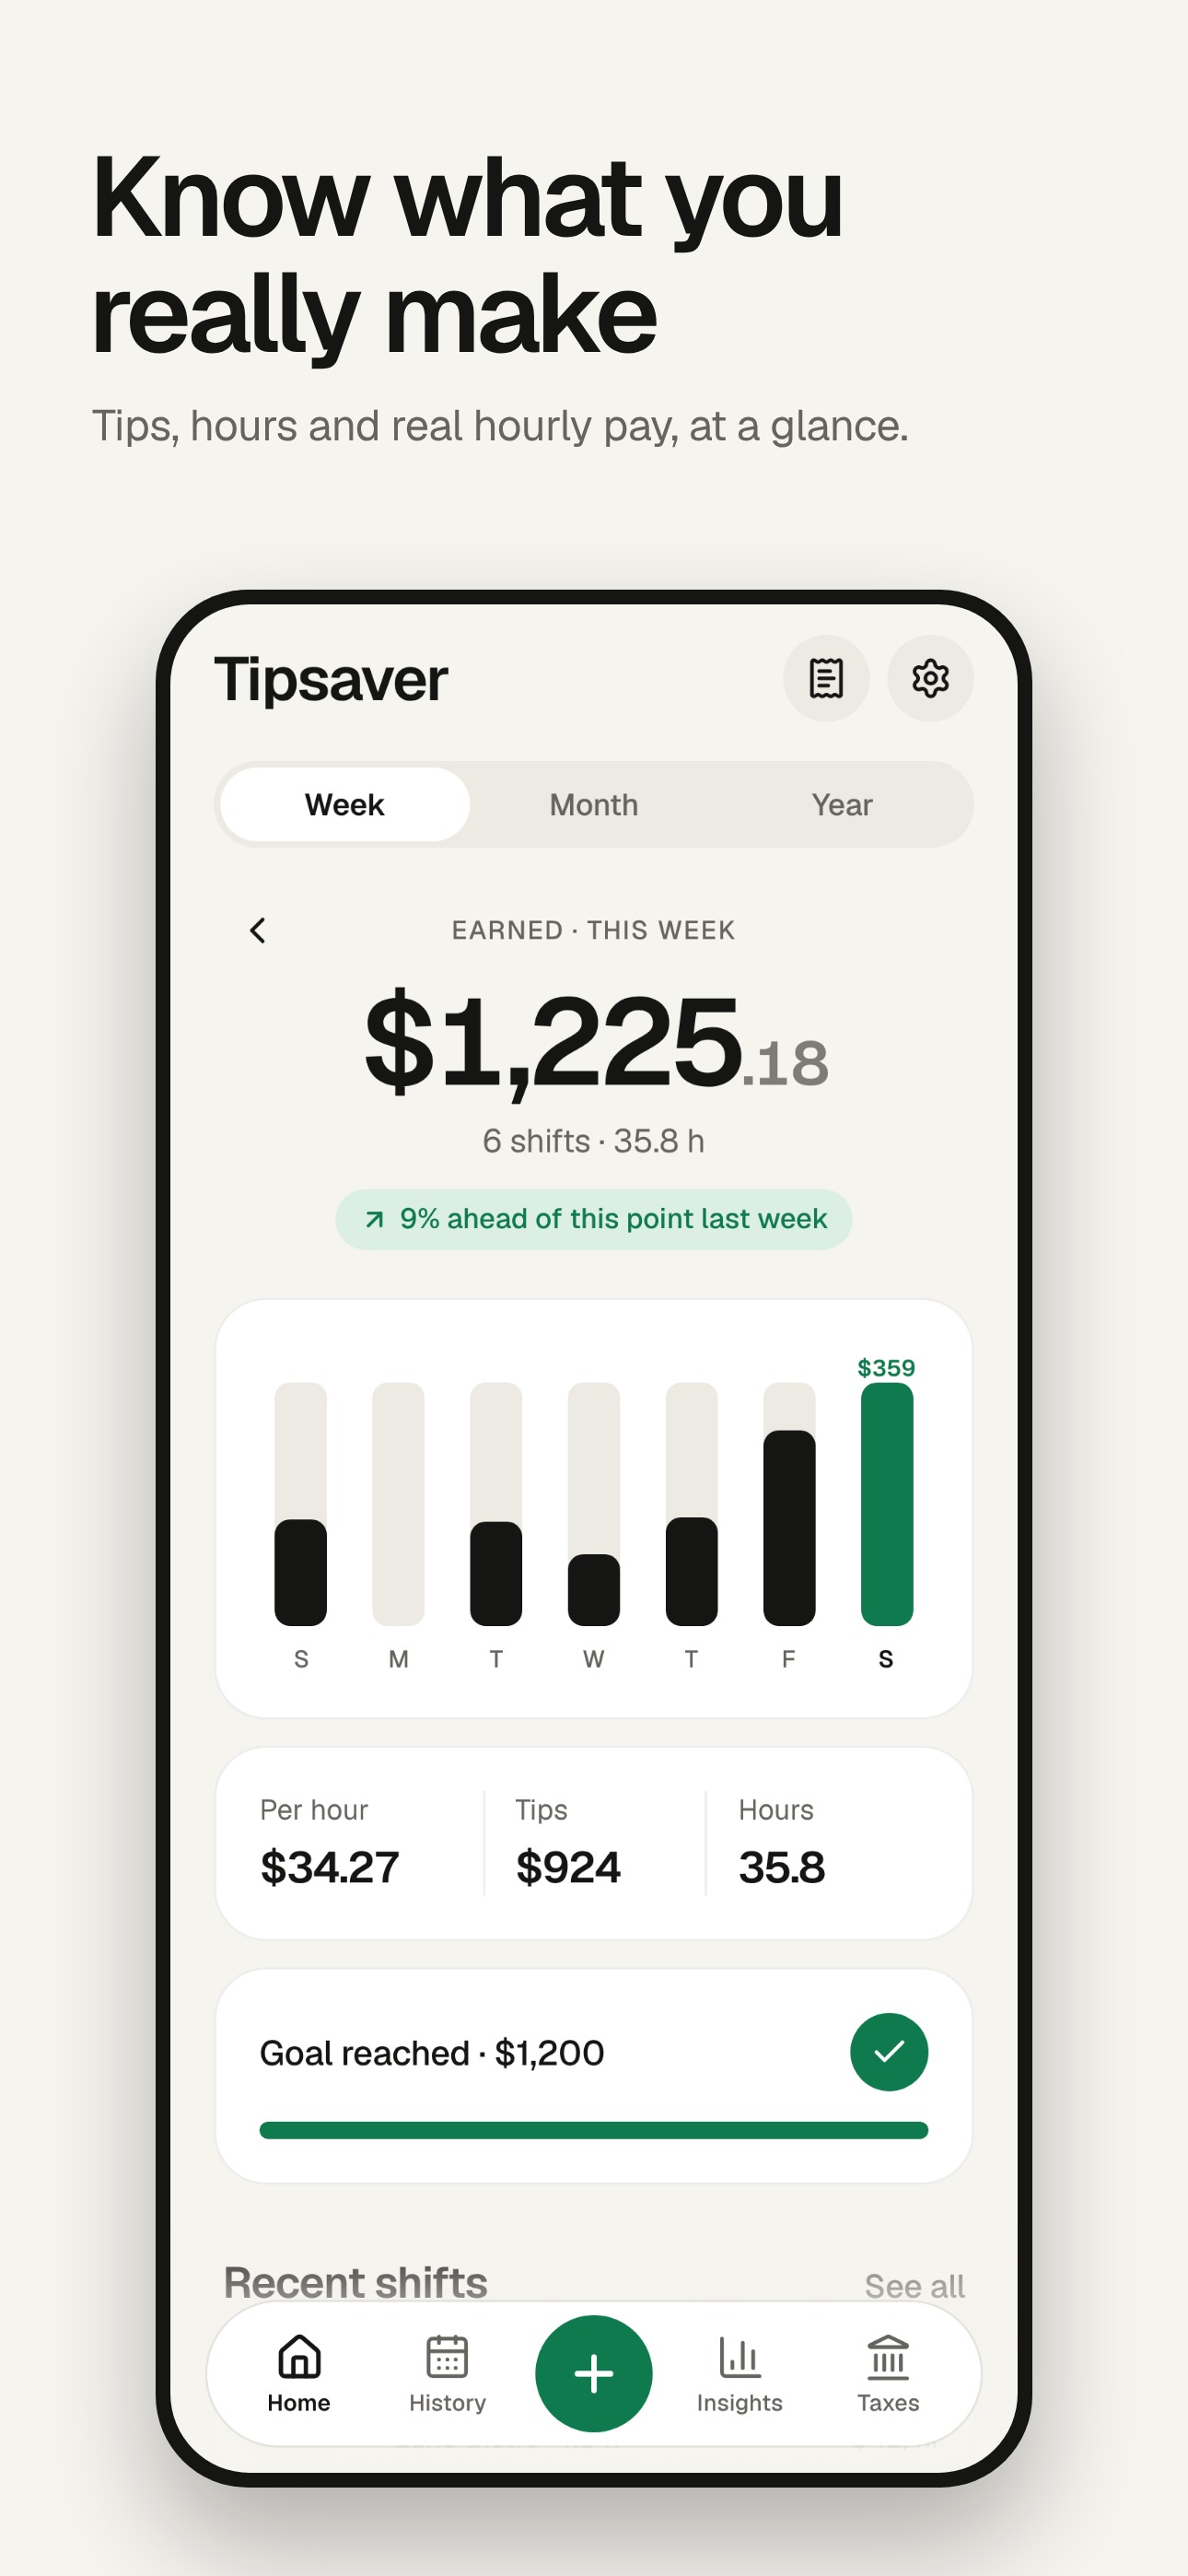 Know what you
really make
Tips, hours and real hourly pay, at a glance.
Tipsaver
Week Month Year
EARNED · THIS WEEK
$1,225.18
6 shifts · 35.8 h
9% ahead of this point last week
$359
S M T W T F S
Per hour Tips Hours
$34.27 $924 35.8
Goal reached · $1,200
Recent shifts See all
Home History Insights Taxes